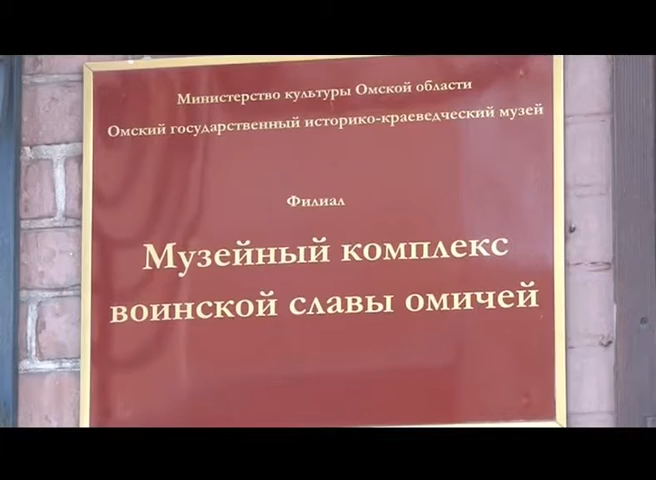 Министерство культуры Омской области
Омский государственный историко-краеведческий музей
Филиал
Музейный комплекс
воинской славы омичей